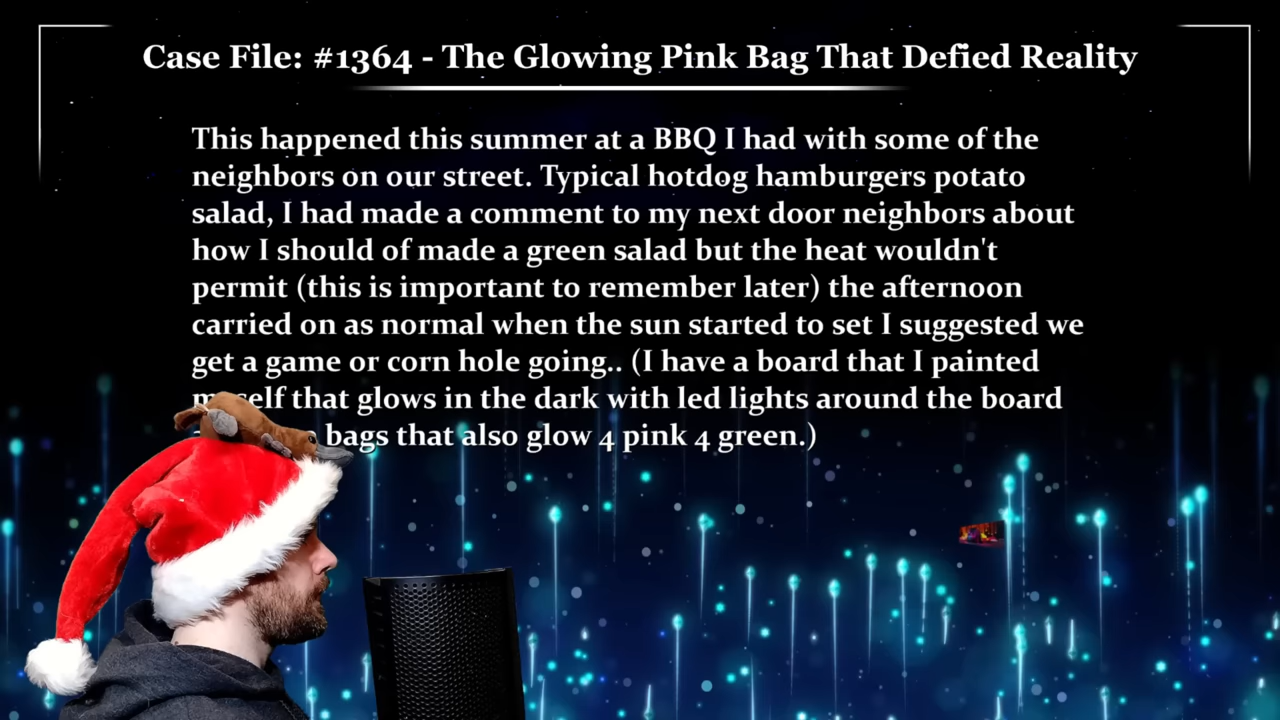 Case File: #1364 - The Glowing Pink Bag That Defied Reality
This happened this summer at a BBQ I had with some of the
neighbors on our street. Typical hotdog hamburgers potato
salad, I had made a comment to my next door neighbors about
how I should of made a green salad but the heat wouldn't
permit (this is important to remember later) the afternoon
carried on as normal when the sun started to set I suggested we
get a game or corn hole going.. (I have a board that I painted
that glows in the dark with led lights around the board
bags that also glow 4 pink 4 green.)